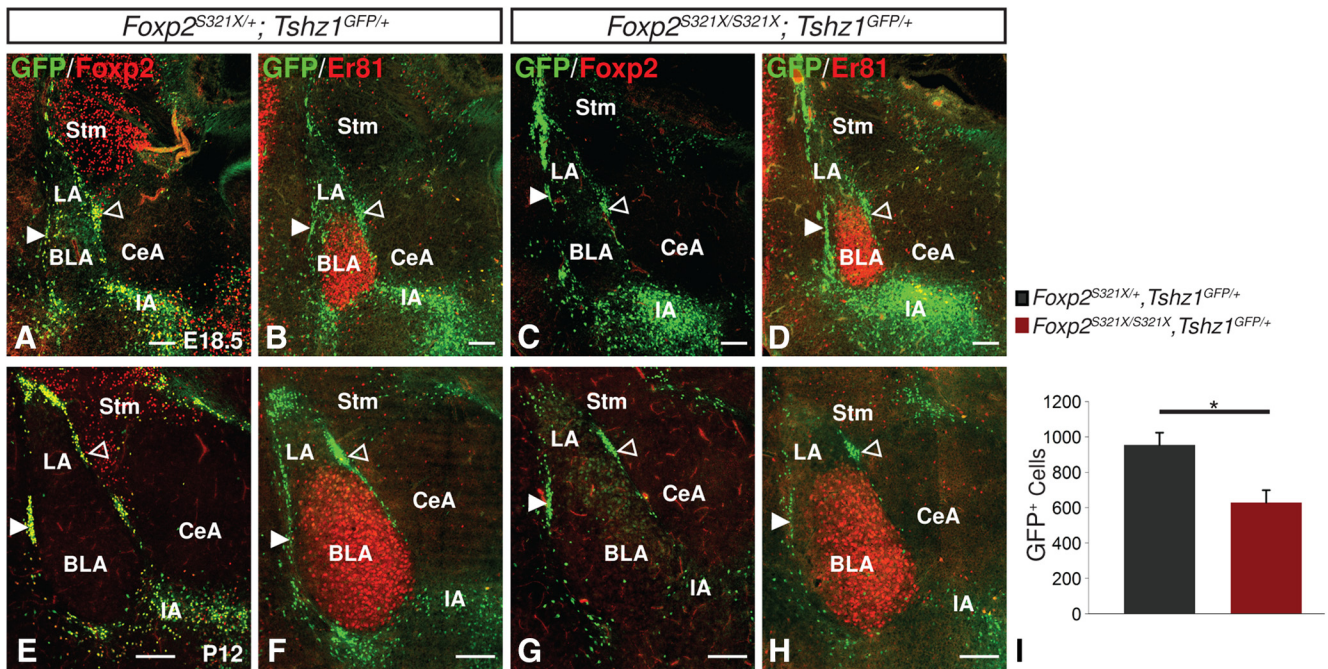 Foxp2S321X/+; Tshz1GFP/+
Foxp2S321X/S321X; Tshz1GFP/+
GFP/Foxp2
Stm
LA
BLA
CeA
IA
A
E18.5
GFP/Er81
Stm
LA
BLA
CeA
IA
B
GFP/Foxp2
Stm
LA
BLA
CeA
IA
C
GFP/Er81
Stm
LA
BLA
CeA
IA
D
Stm
LA
CeA
BLA
IA
E
P12
Stm
LA
CeA
BLA
IA
F
Stm
LA
CeA
BLA
IA
G
Stm
LA
CeA
BLA
IA
H
Foxp2S321X/+,Tshz1GFP/+
Foxp2S321X/S321X,Tshz1GFP/+
*
GFP+ Cells
1200
1000
800
600
400
200
0
I